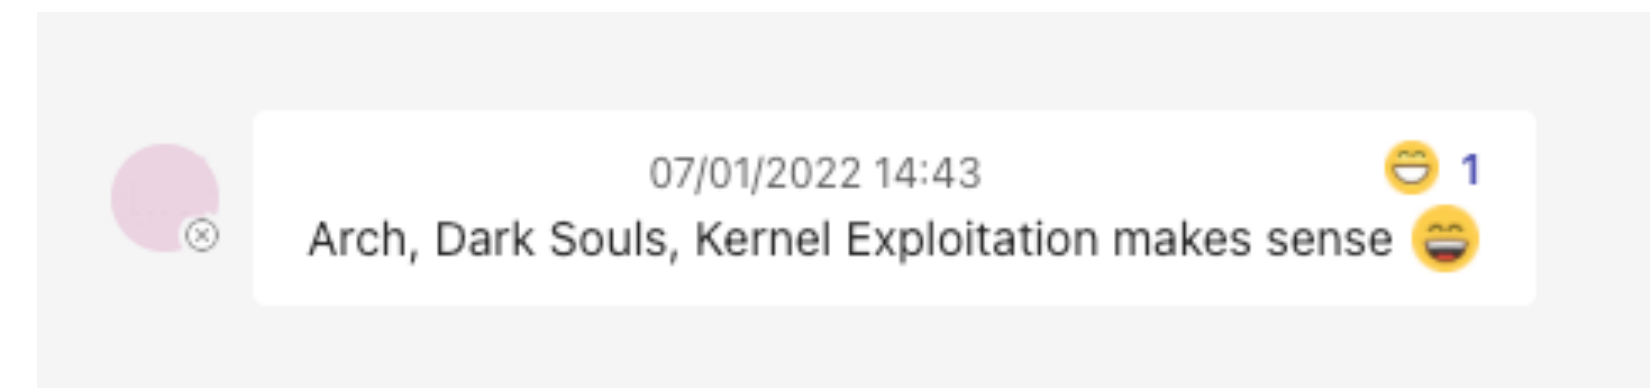 07/01/2022 14:43 😁 1
Arch, Dark Souls, Kernel Exploitation makes sense 😄